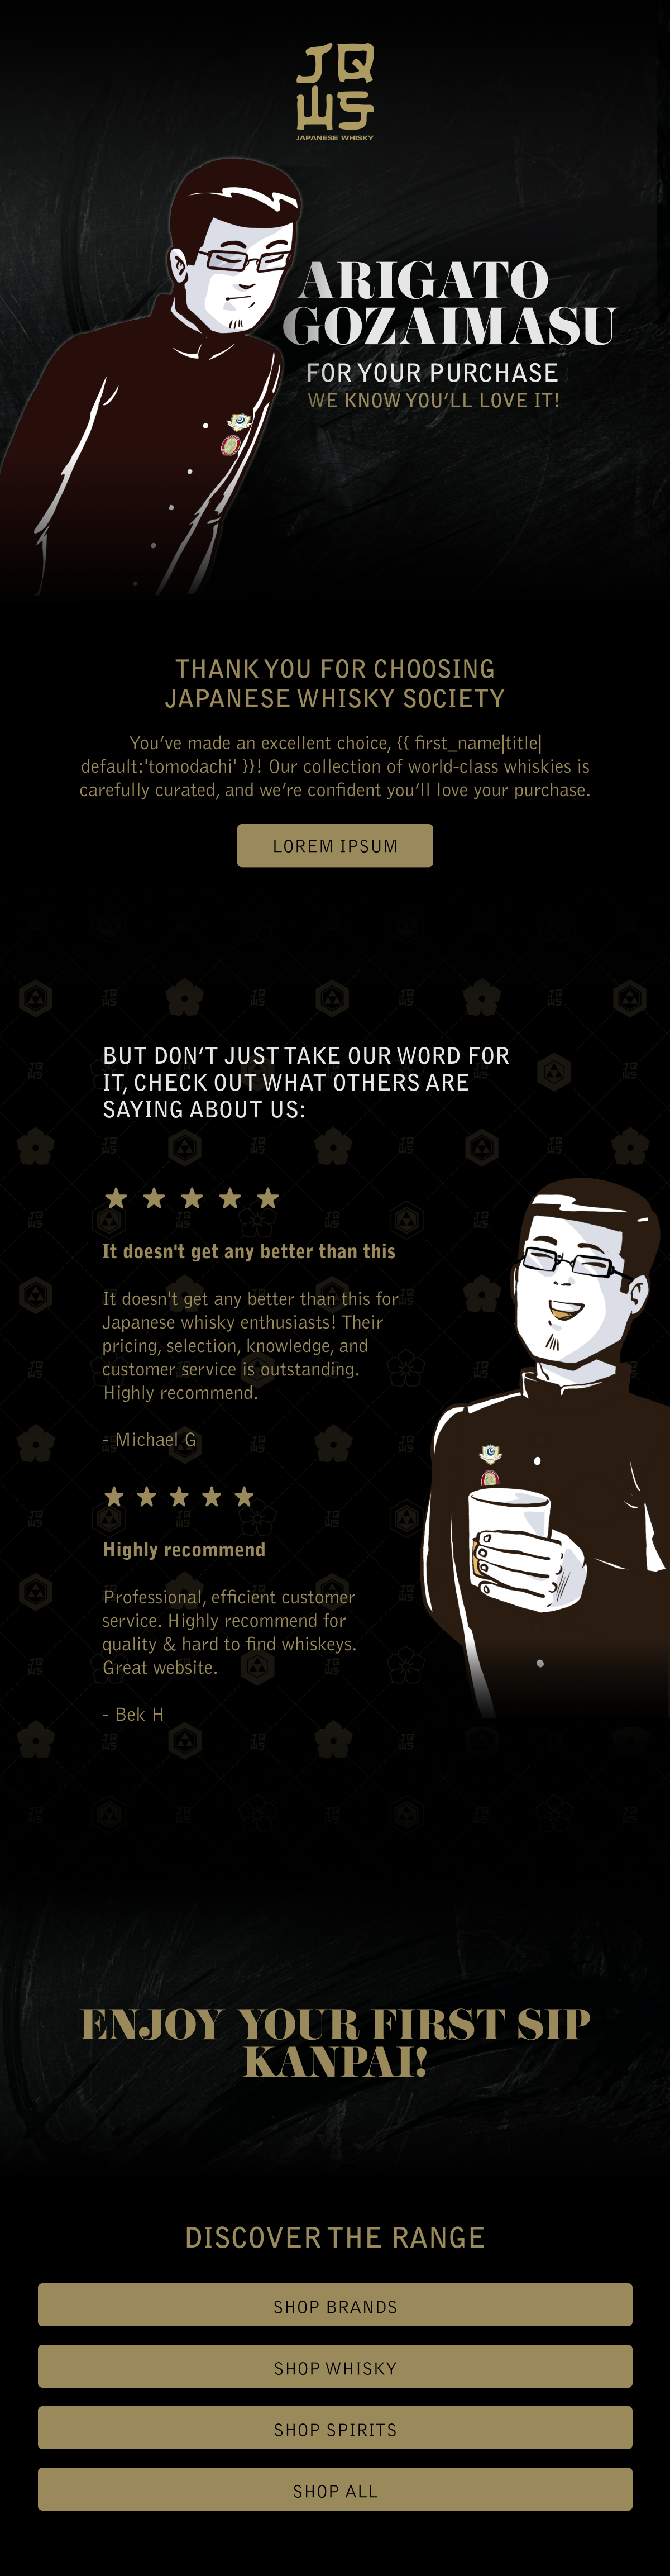 JQ
WS
JAPANESE WHISKY
ARIGATO
GOZAIMASU
FOR YOUR PURCHASE
WE KNOW YOU'LL LOVE IT!
THANK YOU FOR CHOOSING
JAPANESE WHISKY SOCIETY
You've made an excellent choice, {{ first_name|title|
default:'tomodachi' }}! Our collection of world-class whiskies is
carefully curated, and we're confident you'll love your purchase.
LOREM IPSUM
BUT DON'T JUST TAKE OUR WORD FOR
IT, CHECK OUT WHAT OTHERS ARE
SAYING ABOUT US:
It doesn't get any better than this
It doesn't get any better than this for
Japanese whisky enthusiasts! Their
pricing, selection, knowledge, and
customer service is outstanding.
Highly recommend.
- Michael G
Highly recommend
Professional, efficient customer
service. Highly recommend for
quality & hard to find whiskeys.
Great website.
- Bek H
ENJOY YOUR FIRST SIP
KANPAI!
DISCOVER THE RANGE
SHOP BRANDS
SHOP WHISKY
SHOP SPIRITS
SHOP ALL